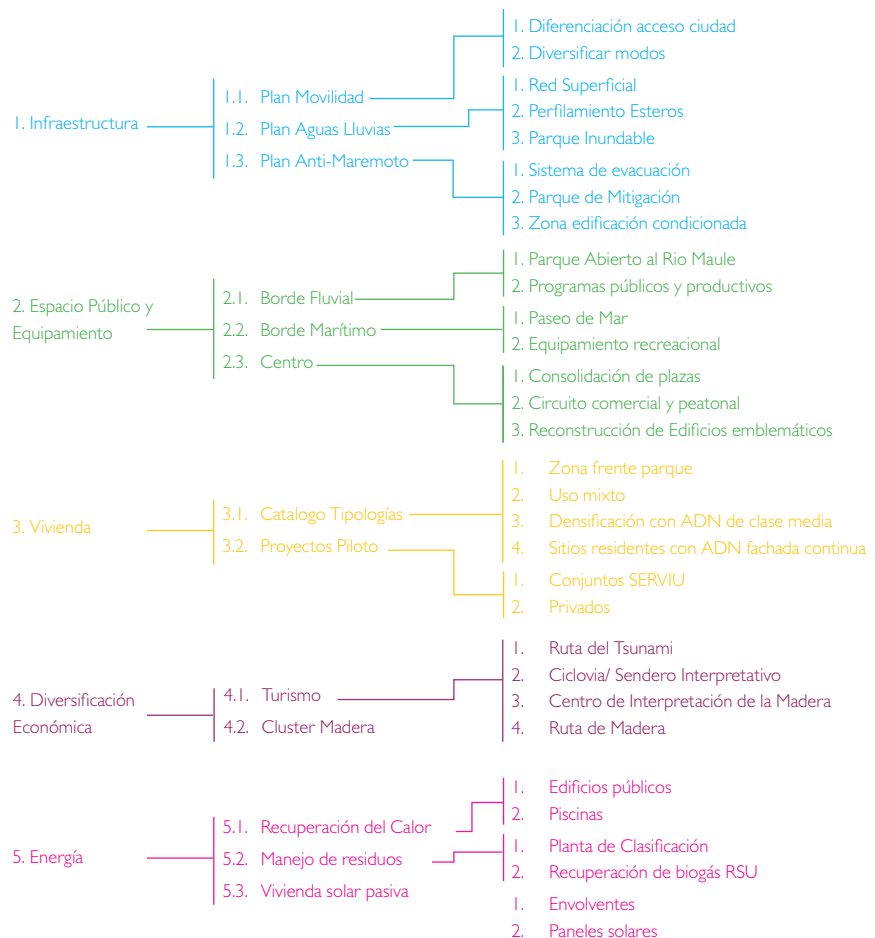 1. Infraestructura
1.1. Plan Movilidad
1. Diferenciación acceso ciudad
2. Diversificar modos
1.2. Plan Aguas Lluvias
1. Red Superficial
2. Perfilamiento Esteros
3. Parque Inundable
1.3. Plan Anti-Maremoto
1. Sistema de evacuación
2. Parque de Mitigación
3. Zona edificación condicionada
2. Espacio Público y
Equipamiento
2.1. Borde Fluvial
1. Parque Abierto al Rio Maule
2. Programas públicos y productivos
2.2. Borde Marítimo
1. Paseo de Mar
2. Equipamiento recreacional
2.3. Centro
1. Consolidación de plazas
2. Circuito comercial y peatonal
3. Reconstrucción de Edificios emblemáticos
3. Vivienda
3.1. Catalogo Tipologías
1. Zona frente parque
2. Uso mixto
3. Densificación con ADN de clase media
4. Sitios residentes con ADN fachada continua
3.2. Proyectos Piloto
1. Conjuntos SERVIU
2. Privados
4. Diversificación
Económica
4.1. Turismo
1. Ruta del Tsunami
2. Ciclovia/ Sendero Interpretativo
3. Centro de Interpretación de la Madera
4. Ruta de Madera
4.2. Cluster Madera
5. Energía
5.1. Recuperación del Calor
1. Edificios públicos
2. Piscinas
5.2. Manejo de residuos
1. Planta de Clasificación
2. Recuperación de biogás RSU
5.3. Vivienda solar pasiva
1. Envolventes
2. Paneles solares